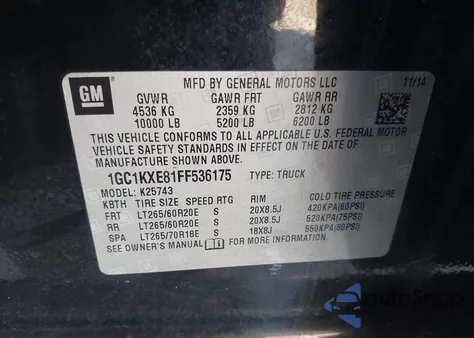 GM
MFD BY GENERAL MOTORS LLC
11/14
GVWR GAWR FRT GAWR RR
4536 KG 2359 KG 2812 KG
10000 LB 5200 LB 6200 LB
THIS VEHICLE CONFORMS TO ALL APPLICABLE U.S. FEDERAL MOTOR
VEHICLE SAFETY STANDARDS IN EFFECT ON THE DATE OF
MANUFACTURE SHOWN ABOVE.
1GC1KXE81FF536175 TYPE: TRUCK
MODEL: K25743
KBTH TIRE SIZE SPEED RTG RIM COLD TIRE PRESSURE
FRT LT265/60R20E S 20X8.5J 420KPA(60PSI)
RR LT265/60R20E S 20X8.5J 520KPA(75PSI)
SPA LT265/70R18E S 18X8J 550KPA(80PSI)
SEE OWNER'S MANUAL FOR ADDITIONAL INFORMATION
AutoSnap